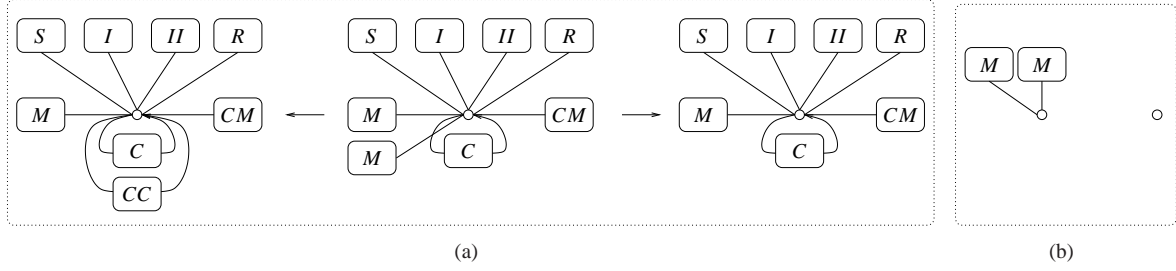 S I II R S I II R S I II R
M M
M CM M CM M CM
C M C C
CC
(a) (b)